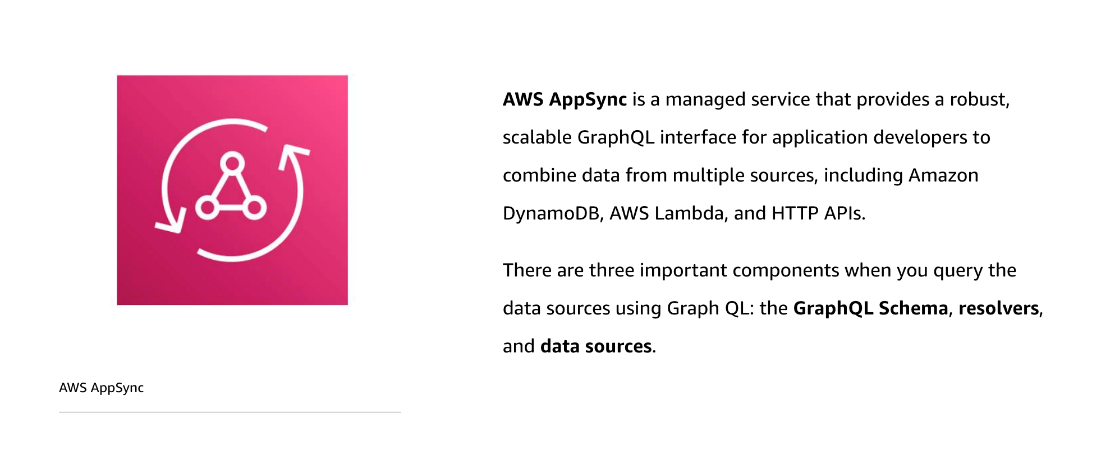 AWS AppSync is a managed service that provides a robust,
scalable GraphQL interface for application developers to
combine data from multiple sources, including Amazon
DynamoDB, AWS Lambda, and HTTP APIs.
There are three important components when you query the
data sources using Graph QL: the GraphQL Schema, resolvers,
and data sources.
AWS AppSync